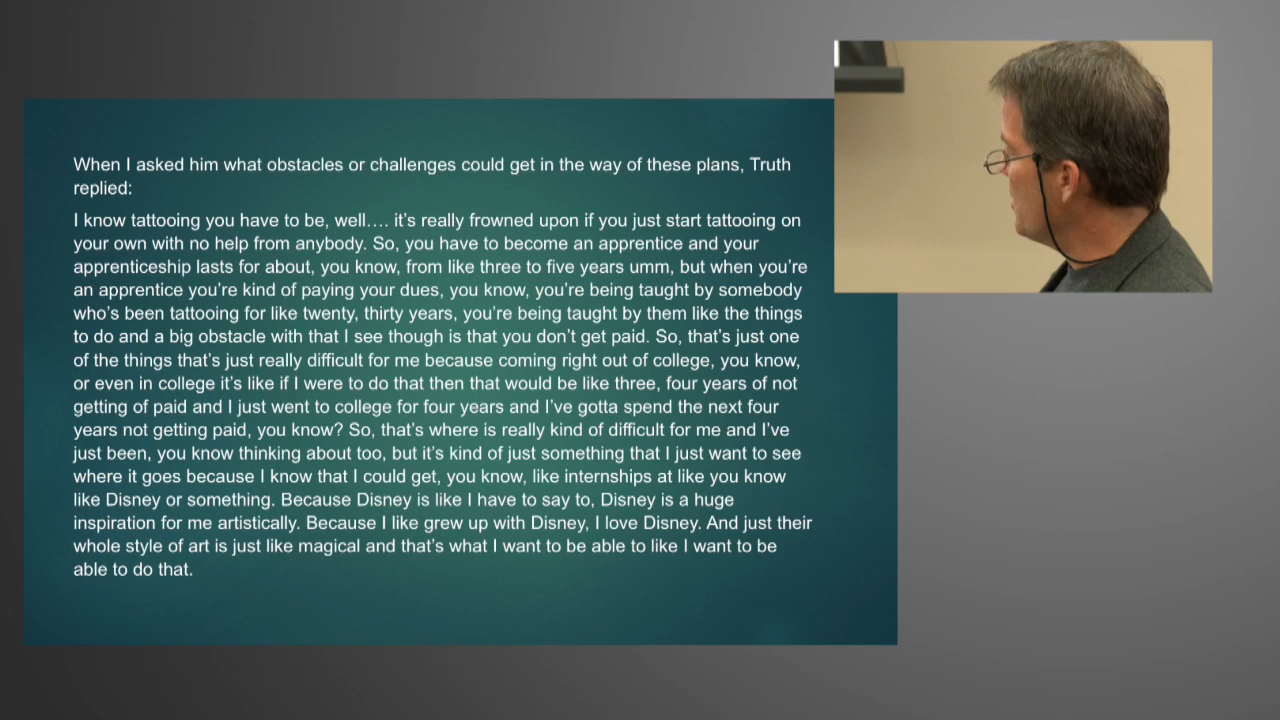 When I asked him what obstacles or challenges could get in the way of these plans, Truth
replied:
I know tattooing you have to be, well…. it’s really frowned upon if you just start tattooing on
your own with no help from anybody. So, you have to become an apprentice and your
apprenticeship lasts for about, you know, from like three to five years umm, but when you’re
an apprentice you’re kind of paying your dues, you know, you’re being taught by somebody
who’s been tattooing for like twenty, thirty years, you’re being taught by them like the things
to do and a big obstacle with that I see though is that you don’t get paid. So, that’s just one
of the things that’s just really difficult for me because coming right out of college, you know,
or even in college it’s like if I were to do that then that would be like three, four years of not
getting of paid and I just went to college for four years and I’ve gotta spend the next four
years not getting paid, you know? So, that’s where is really kind of difficult for me and I’ve
just been, you know thinking about too, but it’s kind of just something that I just want to see
where it goes because I know that I could get, you know, like internships at like you know
like Disney or something. Because Disney is like I have to say to, Disney is a huge
inspiration for me artistically. Because I like grew up with Disney, I love Disney. And just their
whole style of art is just like magical and that’s what I want to be able to like I want to be
able to do that.